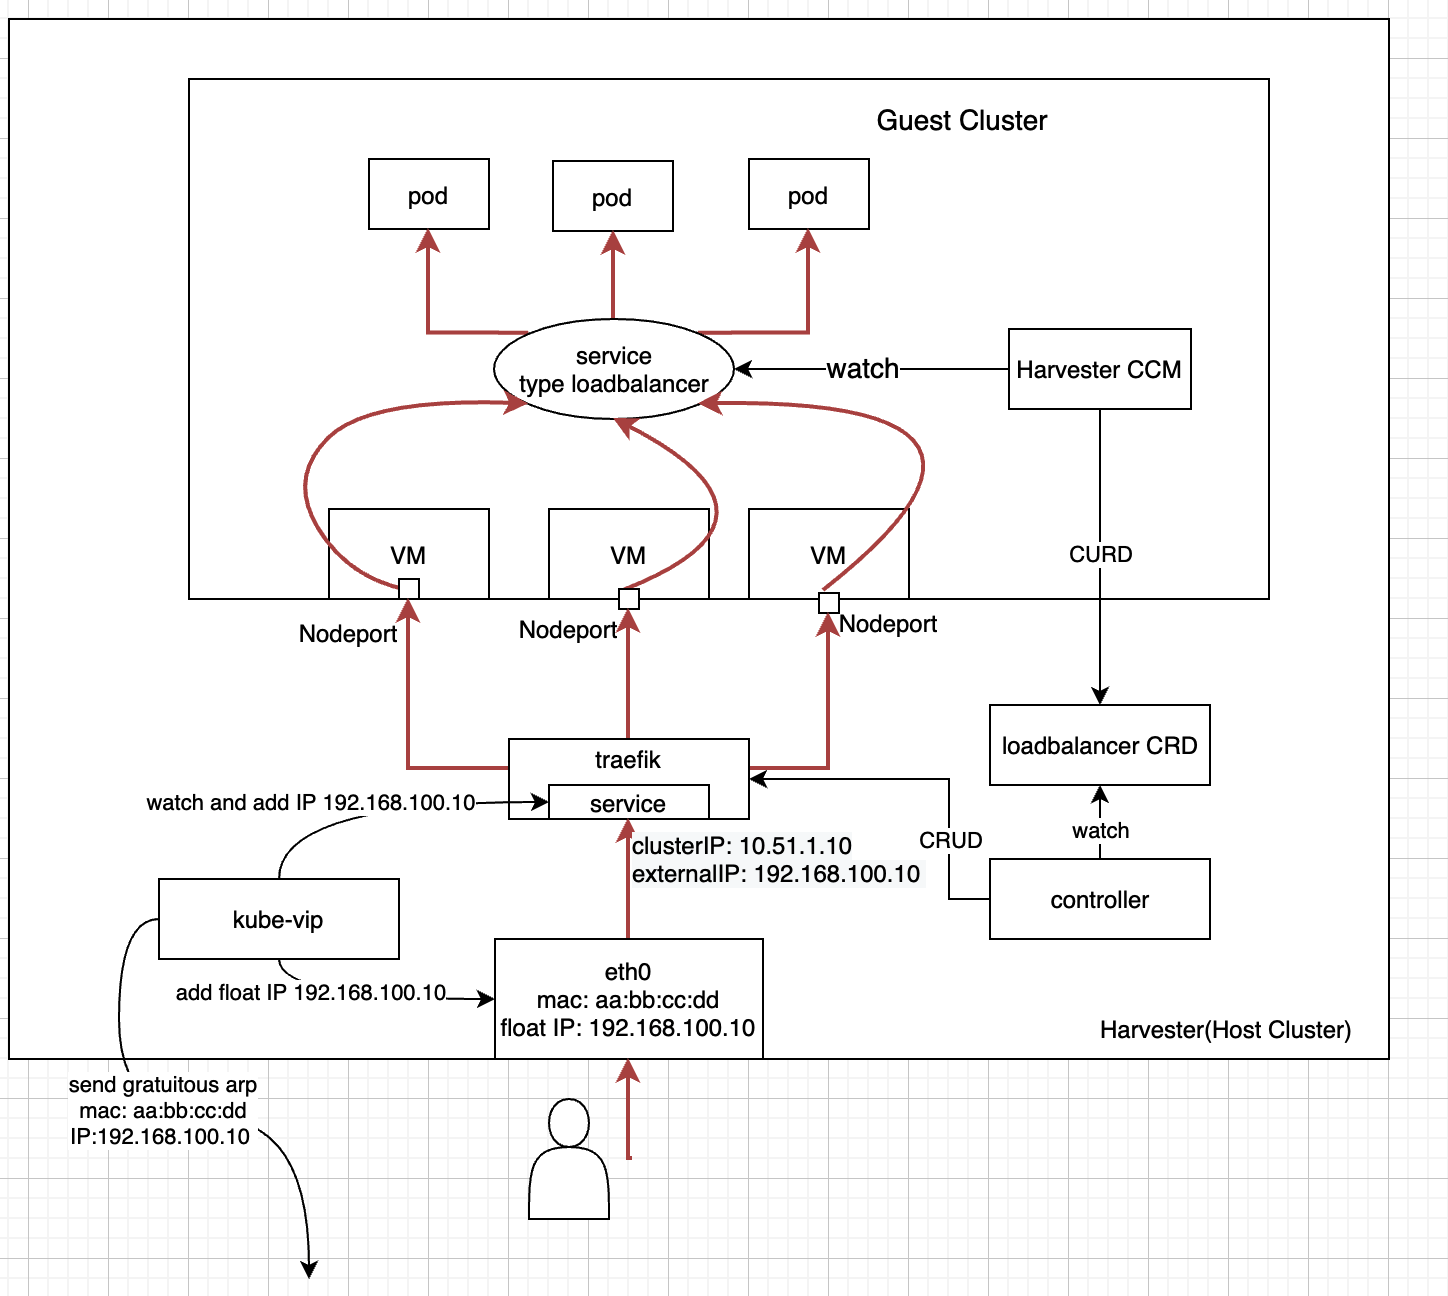 Guest Cluster
pod
pod
pod
service
type loadbalancer
watch
Harvester CCM
VM
VM
VM
CURD
Nodeport
Nodeport
Nodeport
loadbalancer CRD
traefik
service
watch and add IP 192.168.100.10
watch
CRUD
clusterIP: 10.51.1.10
externalIP: 192.168.100.10
controller
kube-vip
add float IP 192.168.100.10
eth0
mac: aa:bb:cc:dd
float IP: 192.168.100.10
Harvester(Host Cluster)
send gratuitous arp
mac: aa:bb:cc:dd
IP:192.168.100.10